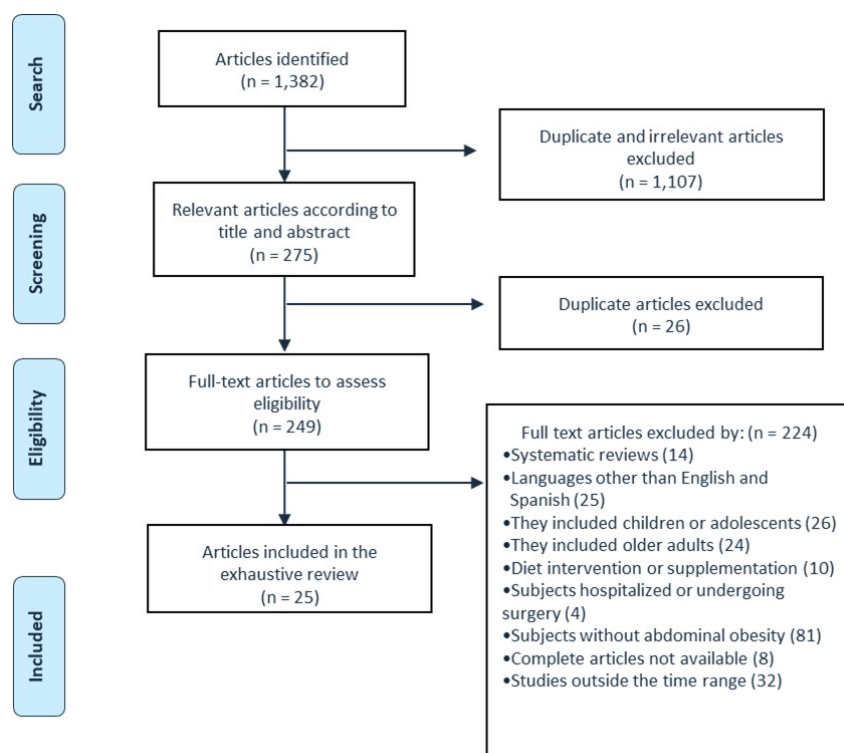 Search
Articles identified
(n = 1,382)
Duplicate and irrelevant articles
excluded
(n = 1,107)
Screening
Relevant articles according to
title and abstract
(n = 275)
Duplicate articles excluded
(n = 26)
Eligibility
Full-text articles to assess
eligibility
(n = 249)
Full text articles excluded by: (n = 224)
•Systematic reviews (14)
•Languages other than English and
Spanish (25)
•They included children or adolescents (26)
•They included older adults (24)
•Diet intervention or supplementation (10)
•Subjects hospitalized or undergoing
surgery (4)
•Subjects without abdominal obesity (81)
•Complete articles not available (8)
•Studies outside the time range (32)
Included
Articles included in the
exhaustive review
(n = 25)